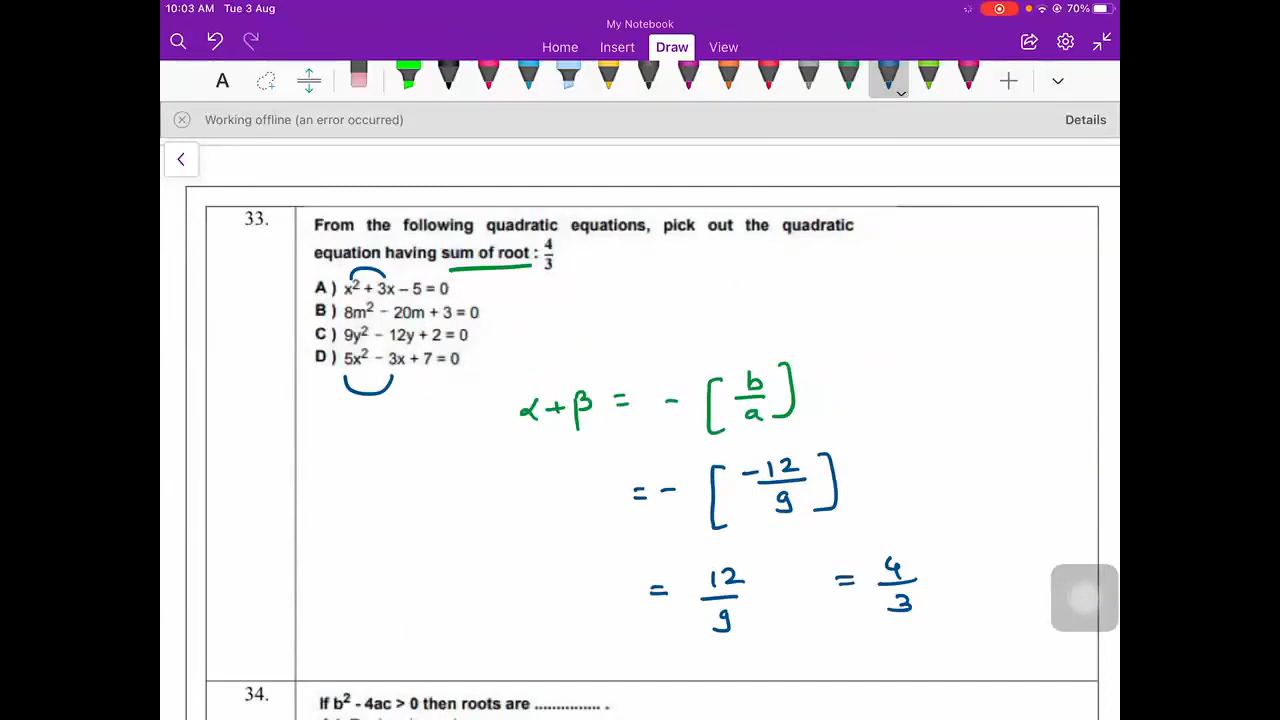 10:03 AM Tue 3 Aug
70%
My Notebook
Home Insert Draw View
A
Working offline (an error occurred)
Details
33.
From the following quadratic equations, pick out the quadratic
equation having sum of root : 4/3
A ) x² + 3x – 5 = 0
B ) 8m² – 20m + 3 = 0
C ) 9y² – 12y + 2 = 0
D ) 5x² – 3x + 7 = 0
α + β = - [ b/a ]
= - [ -12/9 ]
= 12/9 = 4/3
34.
If b² - 4ac > 0 then roots are ............... .